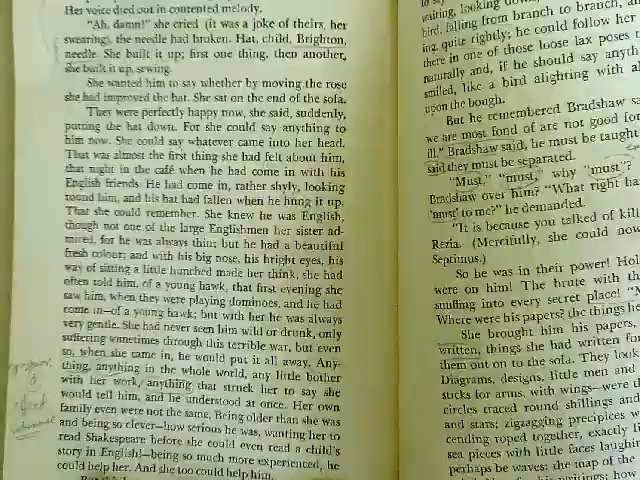 Her voice died out in contented melody.
"Ah, damn!" she cried (it was a joke of theirs, her
swearing), the needle had broken. Hat, child, Brighton,
needle. She built it up; first one thing, then another,
she built it up, sewing.
She wanted him to say whether by moving the rose
she had improved the hat. She sat on the end of the sofa.
They were perfectly happy now, she said, suddenly,
putting the hat down. For she could say anything to
him now. She could say whatever came into her head.
That was almost the first thing she had felt about him,
that night in the café when he had come in with his
English friends. He had come in, rather shyly, looking
round him, and his hat had fallen when he hung it up.
That she could remember. She knew he was English,
though not one of the large Englishmen her sister ad-
mired, for he was always thin; but he had a beautiful
fresh colour; and with his big nose, his bright eyes, his
way of sitting a little hunched made her think, she had
often told him, of a young hawk, that first evening she
saw him, when they were playing dominoes, and he had
come in—of a young hawk; but with her he was always
very gentle. She had never seen him wild or drunk, only
suffering sometimes through this terrible war, but even
so, when she came in, he would put it all away. Any-
thing, anything in the whole world, any little bother
with her work, anything that struck her to say she
would tell him, and he understood at once. Her own
family even were not the same. Being older than she was
and being so clever—how serious he was, wanting her to
read Shakespeare before she could even read a child's
story in English!—being so much more experienced, he
could help her. And she too could help him.
waiting, looking down
bird, falling from branch to branch, an
ing, quite rightly; he could follow her
there in one of those loose lax poses t
naturally and, if he should say anyth
smiled, like a bird alighting with al
upon the bough.
But he remembered Bradshaw sa
we are most fond of are not good for
ill." Bradshaw said, he must be taught
said they must be separated.
"Must," "must," why "must"?
Bradshaw over him? "What right ha
'must' to me?" he demanded.
"It is because you talked of kill
Rezia. (Mercifully, she could now
Septimus.)
So he was in their power! Hol
were on him! The brute with th
snuffing into every secret place! "M
Where were his papers? the things he
She brought him his papers,
written, things she had written for
them out on to the sofa. They look
Diagrams, designs, little men and
sticks for arms, with wings—were th
circles traced round shillings and
and stars; zigzagging precipices w
cending roped together, exactly li
sea pieces with little faces laughin
perhaps be waves: the map of the
his writings; how